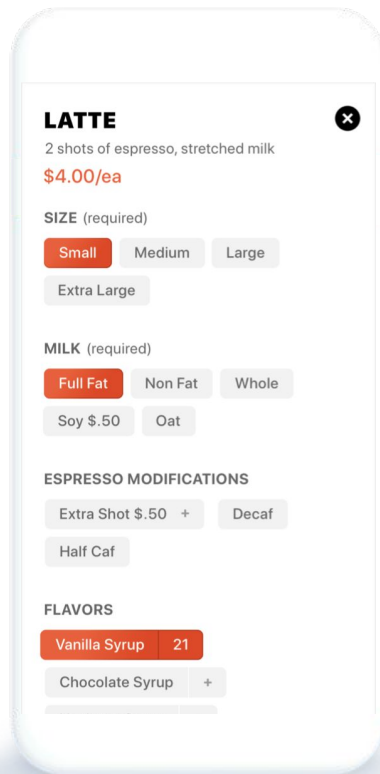 LATTE
2 shots of espresso, stretched milk
$4.00/ea
SIZE (required)
Small Medium Large
Extra Large
MILK (required)
Full Fat Non Fat Whole
Soy $.50 Oat
ESPRESSO MODIFICATIONS
Extra Shot $.50 + Decaf
Half Caf
FLAVORS
Vanilla Syrup 21
Chocolate Syrup +